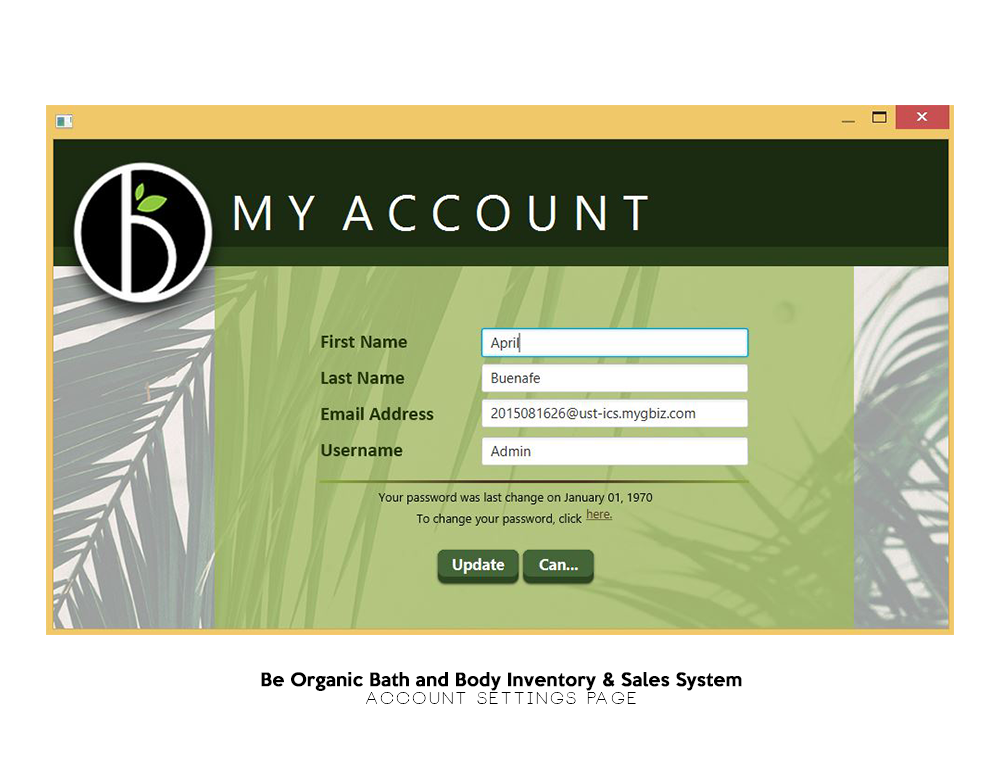 MY ACCOUNT
First Name April
Last Name Buenafe
Email Address 2015081626@ust-ics.mygbiz.com
Username Admin
Your password was last change on January 01, 1970
To change your password, click here.
Update Can...
Be Organic Bath and Body Inventory & Sales System
ACCOUNT SETTINGS PAGE